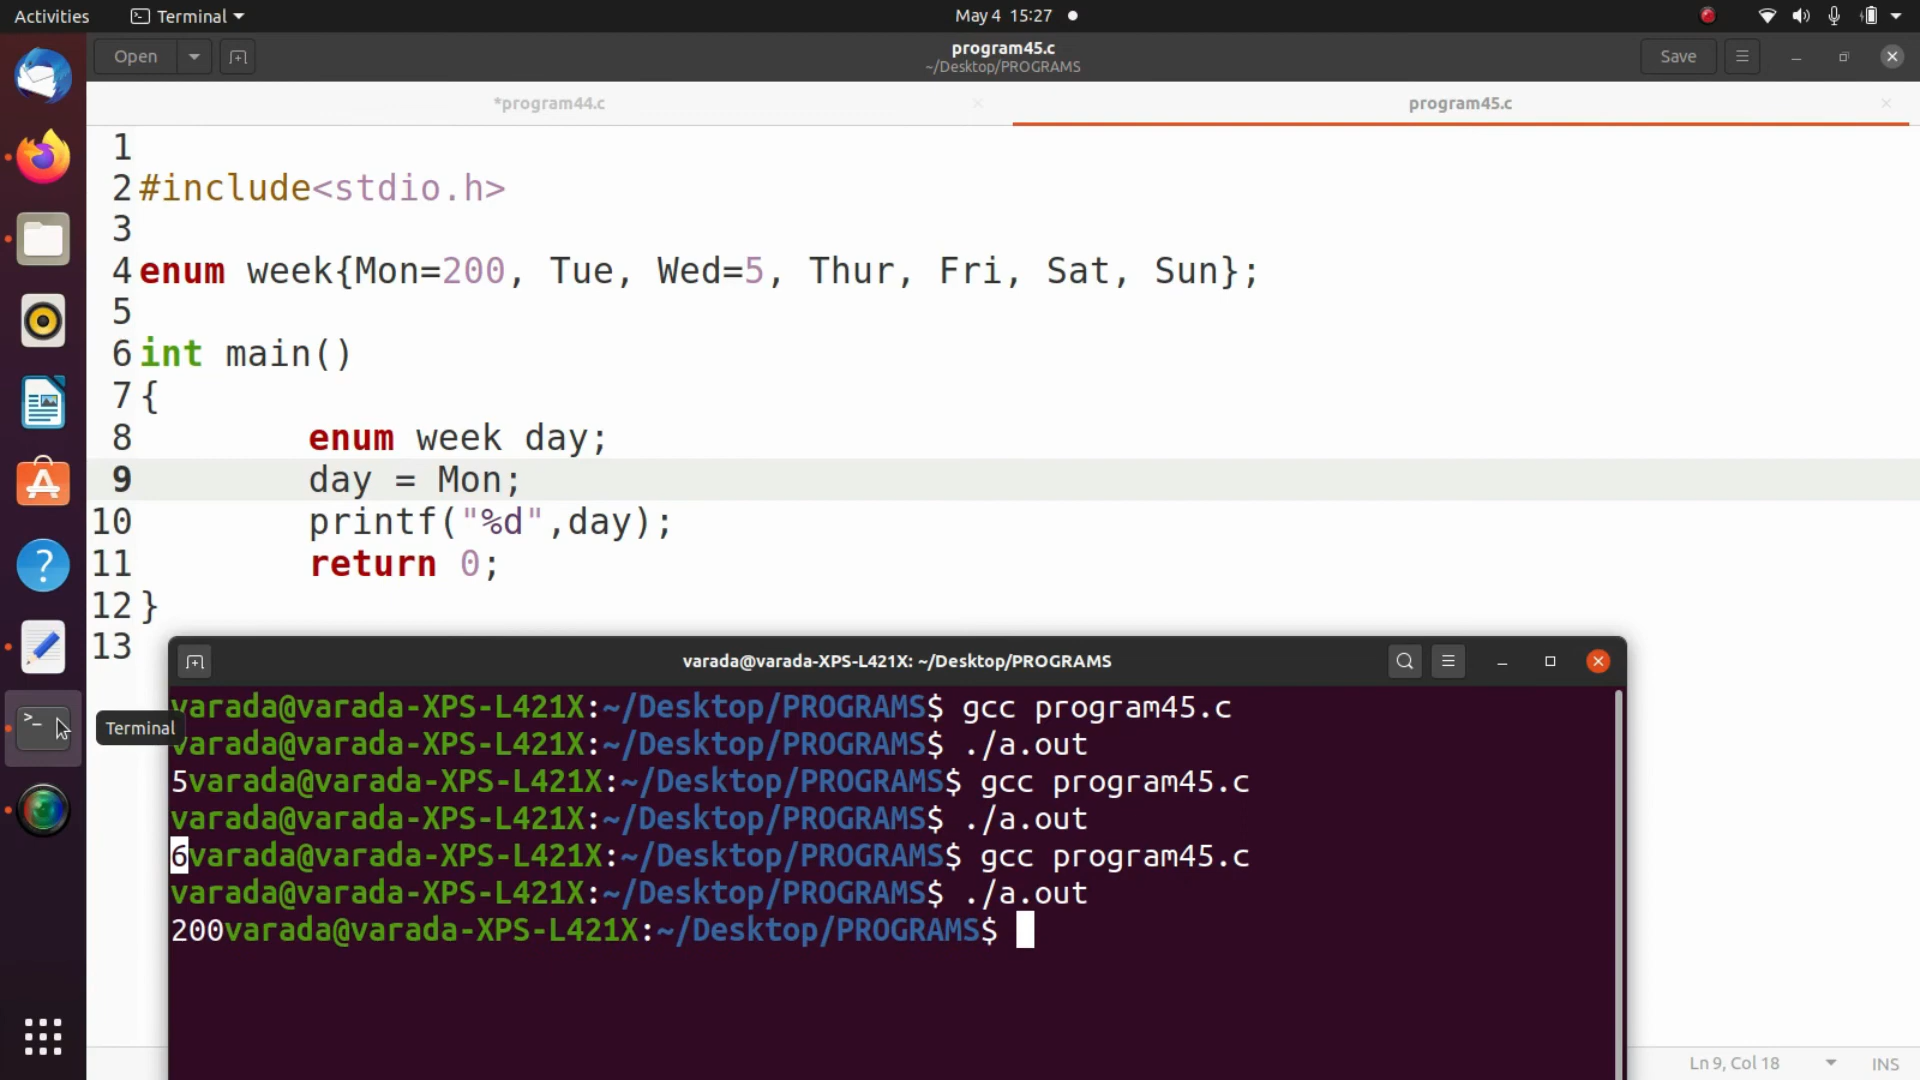 Activities Terminal May 4 15:27
Open program45.c Save
~/Desktop/PROGRAMS
*program44.c program45.c
1
2 #include<stdio.h>
3
4 enum week{Mon=200, Tue, Wed=5, Thur, Fri, Sat, Sun};
5
6 int main()
7 {
8 enum week day;
9 day = Mon;
10 printf("%d",day);
11 return 0;
12 }
13
varada@varada-XPS-L421X: ~/Desktop/PROGRAMS
varada@varada-XPS-L421X:~/Desktop/PROGRAMS$ gcc program45.c
Terminal
varada@varada-XPS-L421X:~/Desktop/PROGRAMS$ ./a.out
5varada@varada-XPS-L421X:~/Desktop/PROGRAMS$ gcc program45.c
varada@varada-XPS-L421X:~/Desktop/PROGRAMS$ ./a.out
6varada@varada-XPS-L421X:~/Desktop/PROGRAMS$ gcc program45.c
varada@varada-XPS-L421X:~/Desktop/PROGRAMS$ ./a.out
200varada@varada-XPS-L421X:~/Desktop/PROGRAMS$
Ln 9, Col 18 INS